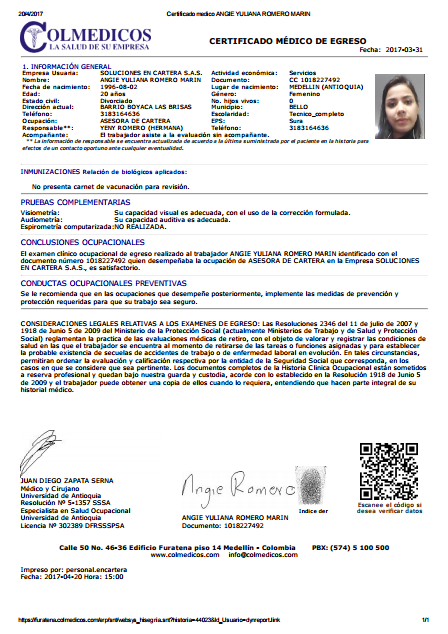 20/4/2017 Certificado medico ANGIE YULIANA ROMERO MARIN
COLMEDICOS
LA SALUD DE SU EMPRESA
CERTIFICADO MÉDICO DE EGRESO
Fecha: 2017-03-31
1. INFORMACIÓN GENERAL
Empresa Usuaria: SOLUCIONES EN CARTERA S.A.S. Actividad económica: Servicios
Nombre: ANGIE YULIANA ROMERO MARIN Documento: CC 1018227492
Fecha de nacimiento: 1996-08-02 Lugar de nacimiento: MEDELLIN (ANTIOQUIA)
Edad: 20 años Género: Femenino
Estado civil: Divorciado No. hijos vivos: 0
Dirección actual: BARRIO BOYACA LAS BRISAS Municipio: BELLO
Teléfono: 3183164636 Escolaridad: Tecnico_completo
Ocupación: ASESORA DE CARTERA EPS: Sura
Responsable**: YENY ROMERO (HERMANA) Teléfono: 3183164636
Acompañante: El trabajador asiste a la evaluación sin acompañante.
** La información de responsable se encuentra actualizada de acuerdo a la última suministrada por el paciente en la historia para
efectos de un contacto oportuno ante cualquier eventualidad.
INMUNIZACIONES Relación de biológicos aplicados:
No presenta carnet de vacunación para revisión.
PRUEBAS COMPLEMENTARIAS
Visiometría: Su capacidad visual es adecuada, con el uso de la corrección formulada.
Audiometría: Su capacidad auditiva es adecuada.
Espirometría computarizada:NO REALIZADA.
CONCLUSIONES OCUPACIONALES
El examen clínico ocupacional de egreso realizado al trabajador ANGIE YULIANA ROMERO MARIN identificado con el
documento número 1018227492 quien desempeñaba la ocupación de ASESORA DE CARTERA en la Empresa SOLUCIONES
EN CARTERA S.A.S., es satisfactorio.
CONDUCTAS OCUPACIONALES PREVENTIVAS
Se le recomienda que en las ocupaciones que desempeñe posteriormente, implemente las medidas de prevención y
protección requeridas para que su trabajo sea seguro.
CONSIDERACIONES LEGALES RELATIVAS A LOS EXAMENES DE EGRESO: Las Resoluciones 2346 del 11 de julio de 2007 y
1918 de Junio 5 de 2009 del Ministerio de la Protección Social (actualmente Ministerios de Trabajo y de Salud y Protección
Social) reglamentan la practica de las evaluaciones médicas de retiro, con el objeto de valorar y registrar las condiciones de
salud en las que el trabajador se encuentra al momento de retirarse de las tareas o funciones asignadas y para establecer
la probable existencia de secuelas de accidentes de trabajo o de enfermedad laboral en evolución. En tales circunstancias,
permitiran ordenar la evaluación y calificación respectiva por la entidad de la Seguridad Social que corresponda, en los
casos en que se considere que sea pertinente. Los documentos completos de la Historia Clínica Ocupacional están sometidos
a reserva profesional y quedan bajo nuestra guarda y custodia, acorde con lo establecido en la Resolución 1918 de Junio 5
de 2009 y el trabajador puede obtener una copia de ellos cuando lo requiera, entendiendo que hacen parte integral de su
historial médico.
JUAN DIEGO ZAPATA SERNA
Médico y Cirujano
Universidad de Antioquia
Resolución Nº 5-1357 SSSA
Especialista en Salud Ocupacional
Universidad de Antioquia
Licencia Nº 302389 DFRSSSPSA
Angie Romero
ANGIE YULIANA ROMERO MARIN
Documento: 1018227492
Indice der
Escanee el código si
desea verificar datos
Calle 50 No. 46-36 Edificio Furatena piso 14 Medellín • Colombia PBX: (574) 5 100 500
www.colmedicos.com info@colmedicos.com
Impreso por: personal.cartera
Fecha: 2017-04-20 Hora: 15:00
https://furatena.colmedicos.com/erp/snt/websys_hisegria.snt?historia=44023&Id_Usuario=dynreportlink 1/1